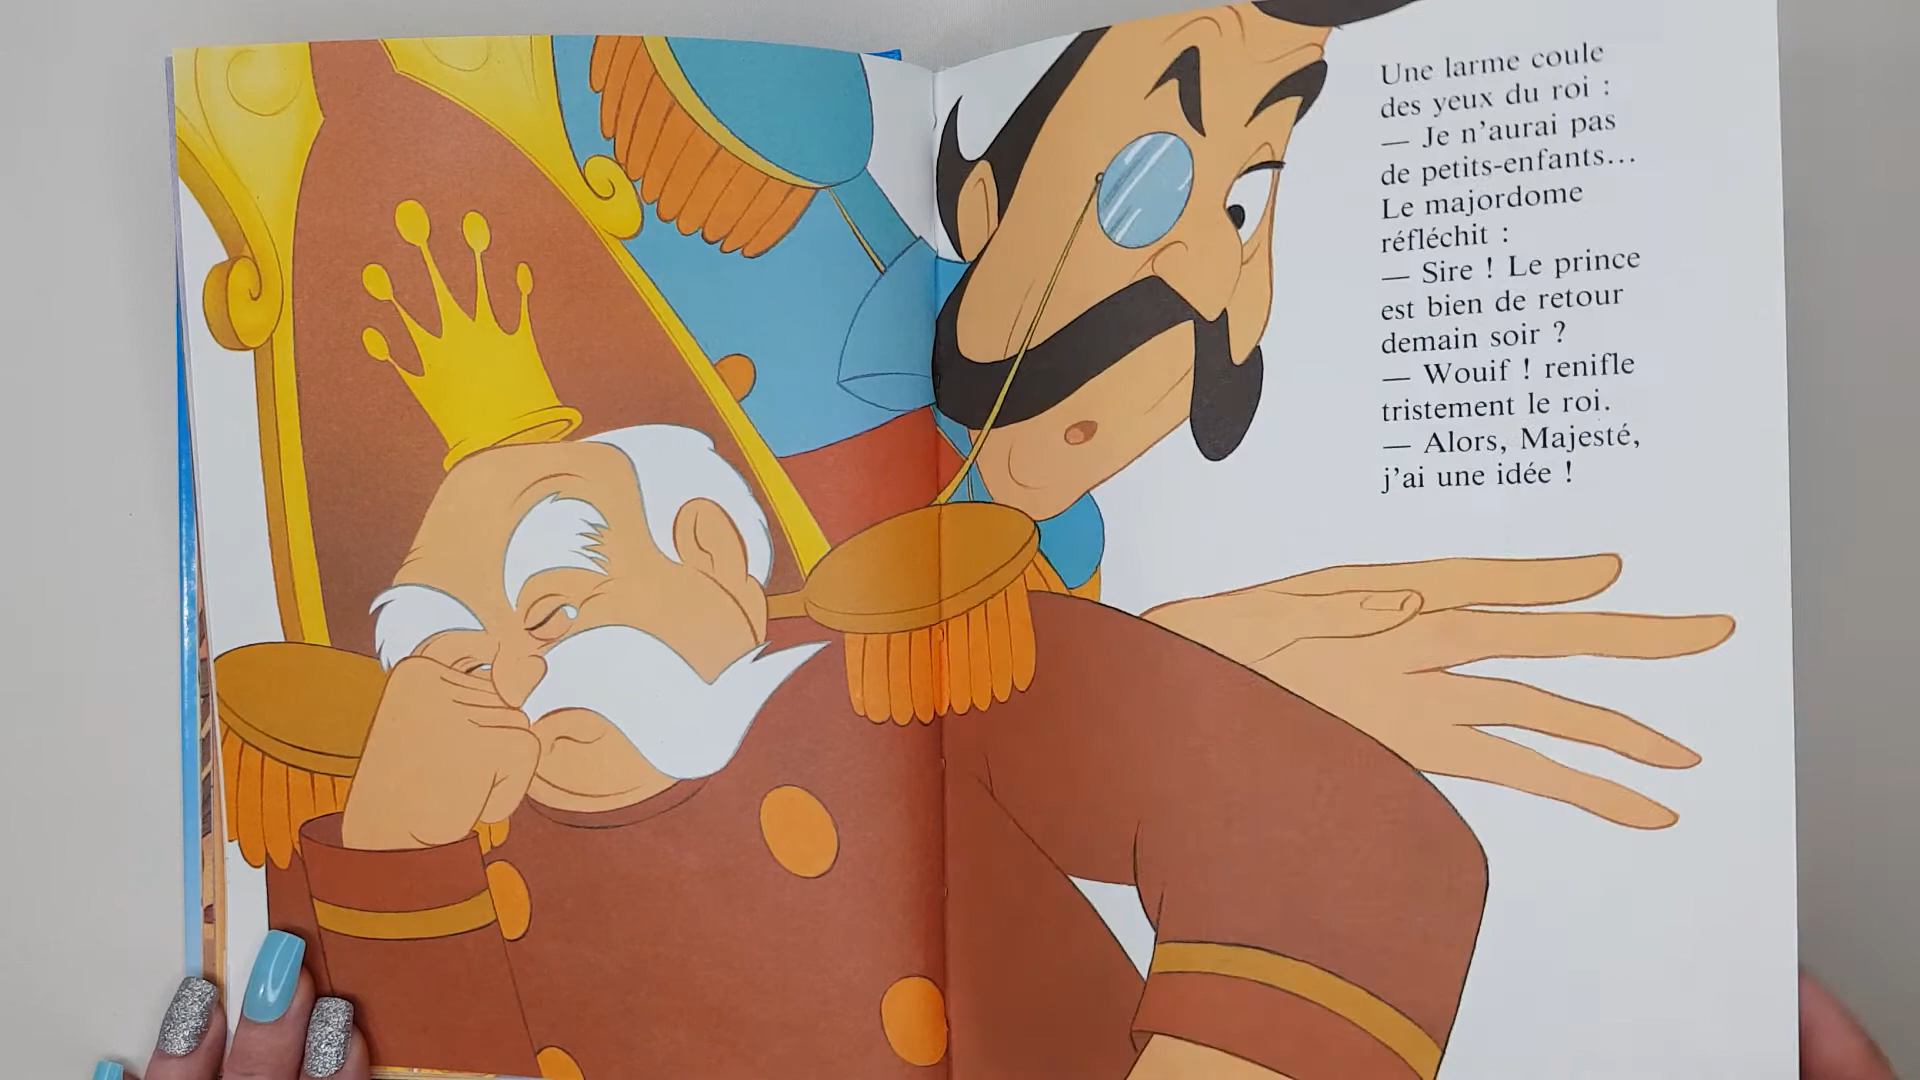 Une larme coule
des yeux du roi :
— Je n'aurai pas
de petits-enfants...
Le majordome
réfléchit :
— Sire ! Le prince
est bien de retour
demain soir ?
— Wouif ! renifle
tristement le roi.
— Alors, Majesté,
j'ai une idée !